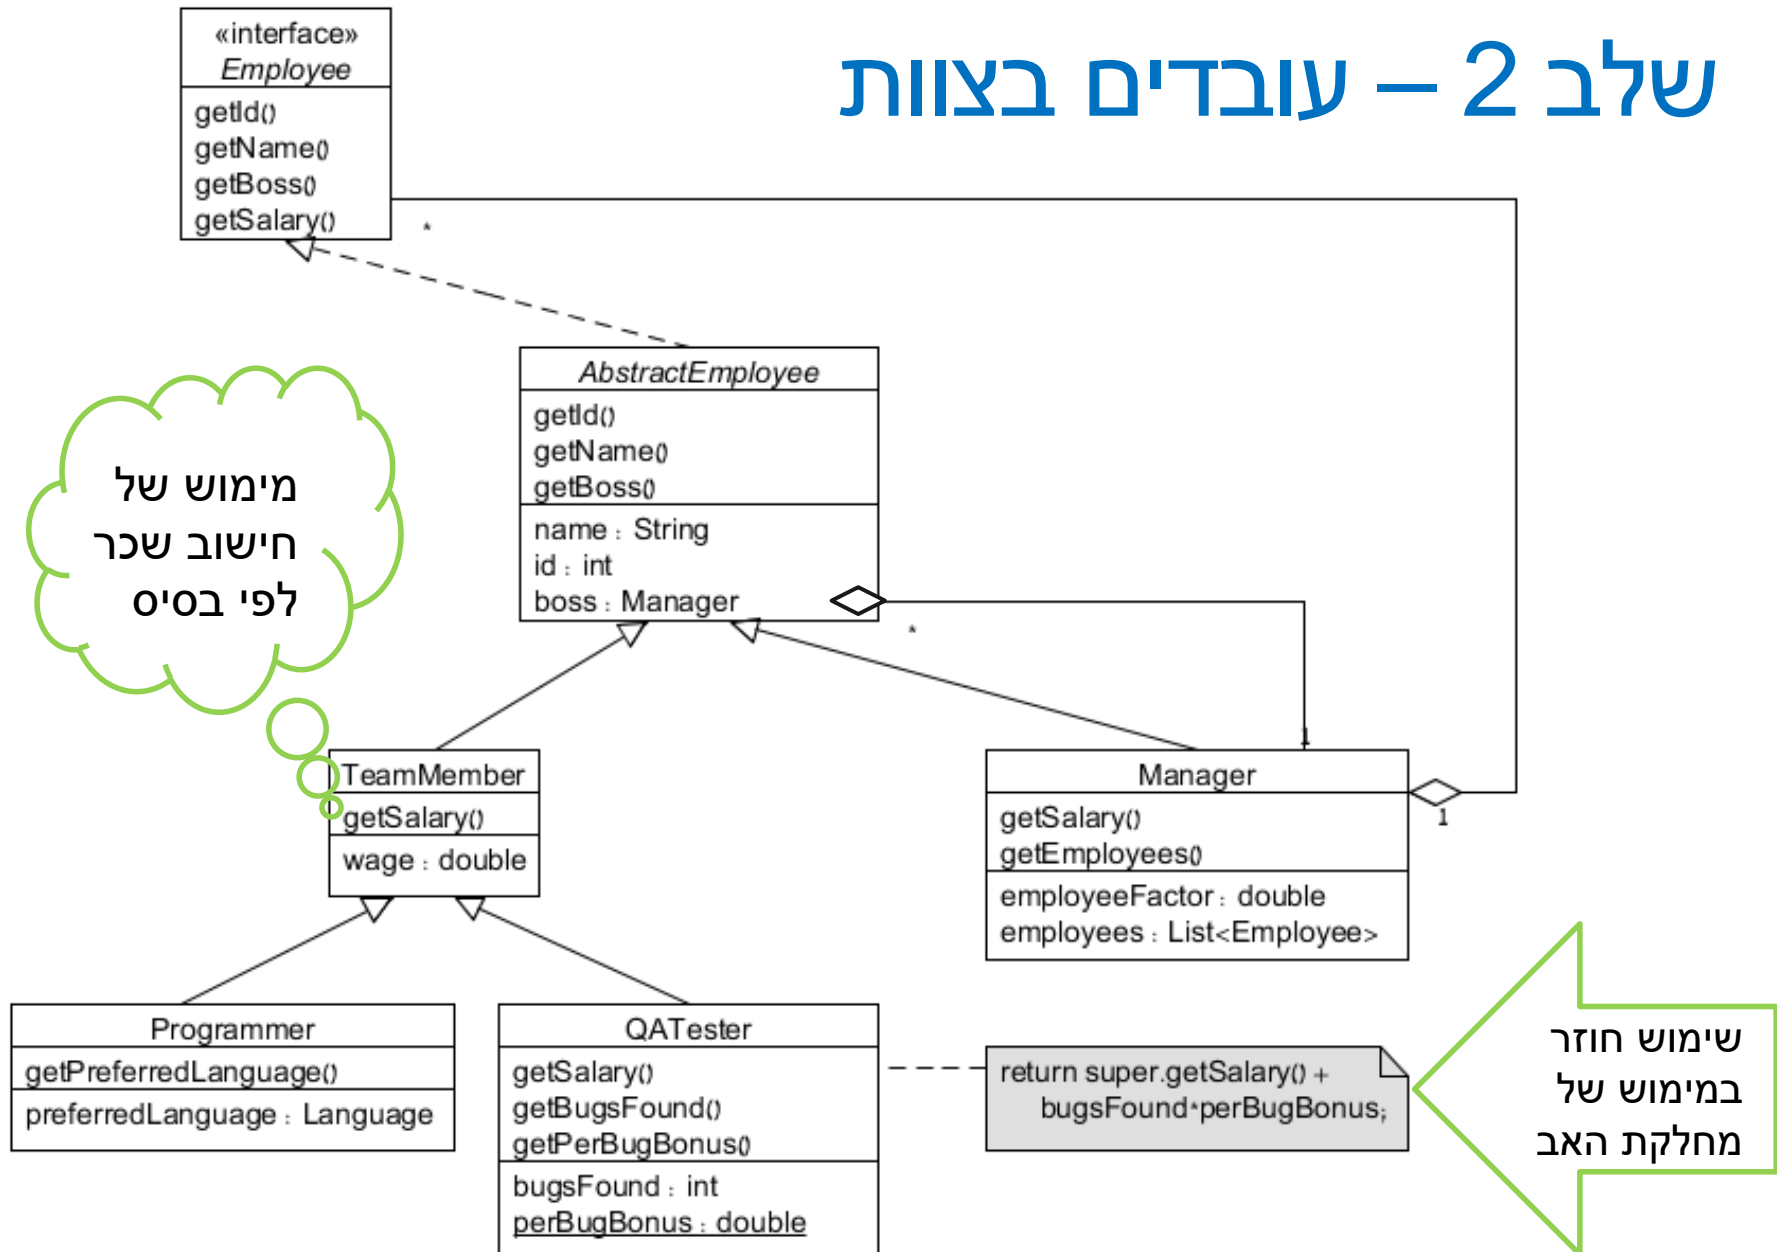 שלב 2 – עובדים בצוות
«interface»
Employee
getId()
getName()
getBoss()
getSalary()
*
AbstractEmployee
getId()
getName()
getBoss()
name : String
id : int
boss : Manager
*
1
מימוש של
חישוב שכר
לפי בסיס
TeamMember
getSalary()
wage : double
Manager
getSalary()
getEmployees()
employeeFactor : double
employees : List<Employee>
1
Programmer
getPreferredLanguage()
preferredLanguage : Language
QATester
getSalary()
getBugsFound()
getPerBugBonus()
bugsFound : int
perBugBonus : double
return super.getSalary() +
bugsFound*perBugBonus;
שימוש חוזר
במימוש של
מחלקת האב